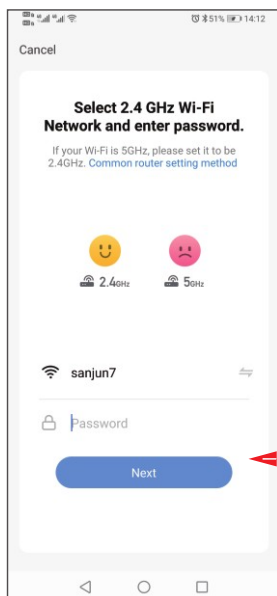 51% 14:12
Cancel
Select 2.4 GHz Wi-Fi
Network and enter password.
If your Wi-Fi is 5GHz, please set it to be
2.4GHz. Common router setting method
2.4GHz 5GHz
sanjun7
Password
Next